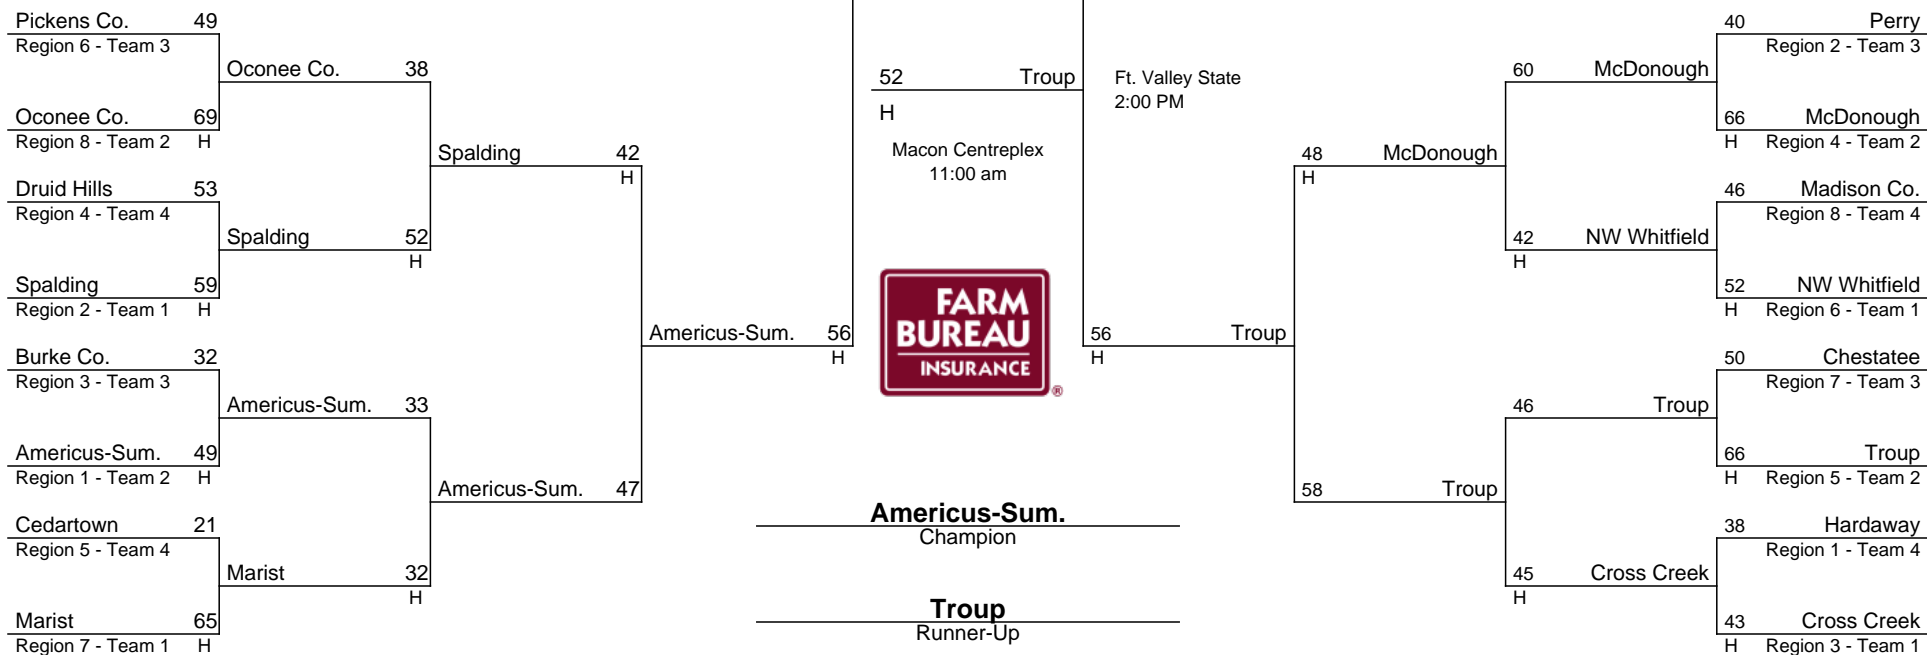 Pickens Co. 49
Region 6 - Team 3
Oconee Co. 38
Oconee Co. 69
Region 8 - Team 2 H
Spalding 42
H
Druid Hills 53
Region 4 - Team 4
Spalding 52
H
Spalding 59
Region 2 - Team 1 H
Americus-Sum. 56
H
Burke Co. 32
Region 3 - Team 3
Americus-Sum. 33
Americus-Sum. 49
Region 1 - Team 2 H
Americus-Sum. 47
Cedartown 21
Region 5 - Team 4
Marist 32
H
Marist 65
Region 7 - Team 1 H
52 Troup
H
Macon Centreplex
11:00 am
Ft. Valley State
2:00 PM
FARM
BUREAU
INSURANCE
®
Americus-Sum.
Champion
Troup
Runner-Up
56 Troup
H
48 McDonough
H
58 Troup
60 McDonough
42 NW Whitfield
H
46 Troup
45 Cross Creek
H
40 Perry
Region 2 - Team 3
66 McDonough
H Region 4 - Team 2
46 Madison Co.
Region 8 - Team 4
52 NW Whitfield
H Region 6 - Team 1
50 Chestatee
Region 7 - Team 3
66 Troup
H Region 5 - Team 2
38 Hardaway
Region 1 - Team 4
43 Cross Creek
H Region 3 - Team 1